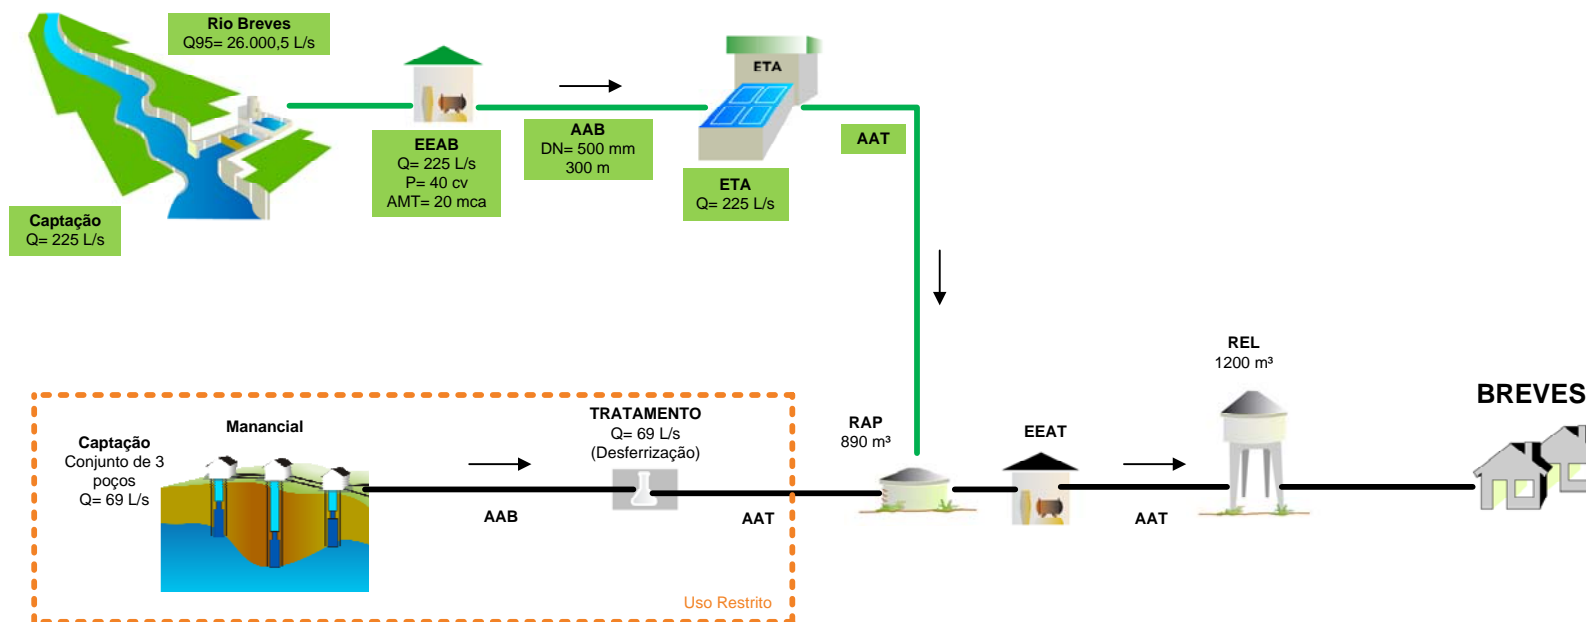 Rio Breves
Q95= 26.000,5 L/s
Captação
Q= 225 L/s
EEAB
Q= 225 L/s
P= 40 cv
AMT= 20 mca
AAB
DN= 500 mm
300 m
ETA
ETA
Q= 225 L/s
AAT
Captação
Conjunto de 3
poços
Q= 69 L/s
Manancial
AAB
TRATAMENTO
Q= 69 L/s
(Desferrização)
AAT
Uso Restrito
RAP
890 m³
EEAT
AAT
REL
1200 m³
BREVES